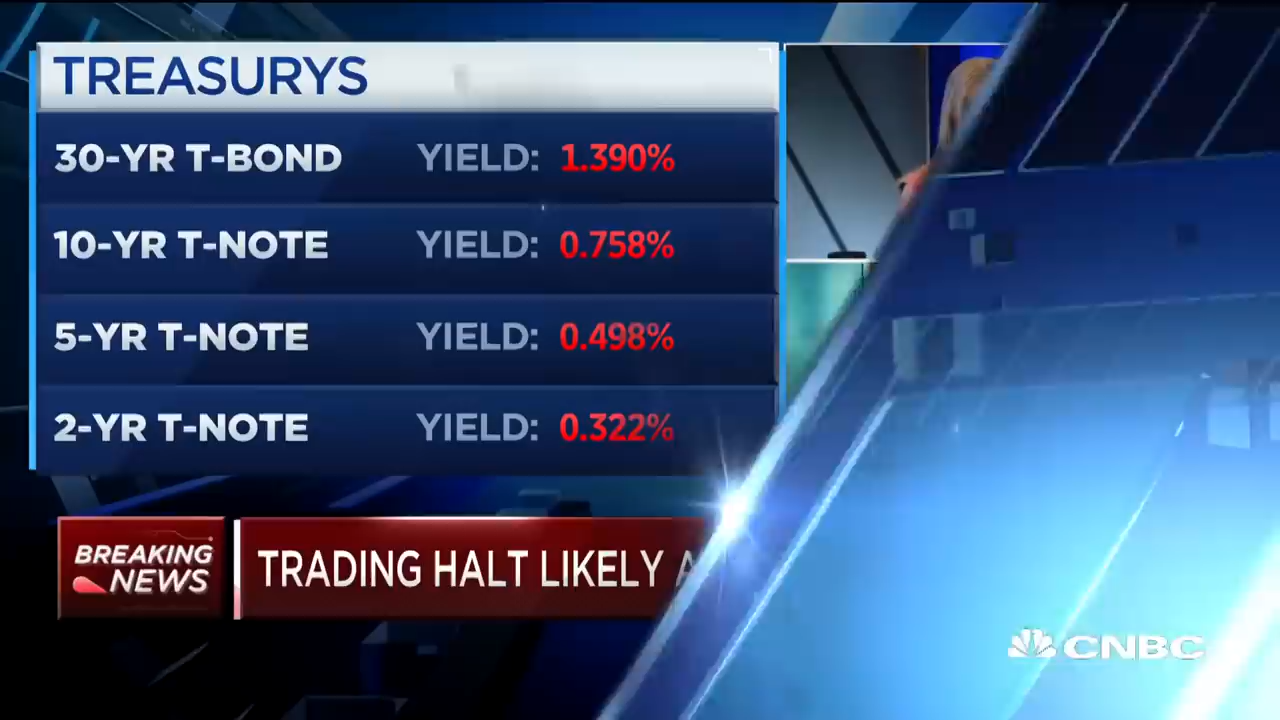 TREASURYS
30-YR T-BOND YIELD: 1.390%
10-YR T-NOTE YIELD: 0.758%
5-YR T-NOTE YIELD: 0.498%
2-YR T-NOTE YIELD: 0.322%
BREAKING
NEWS
TRADING HALT LIKELY
CNBC